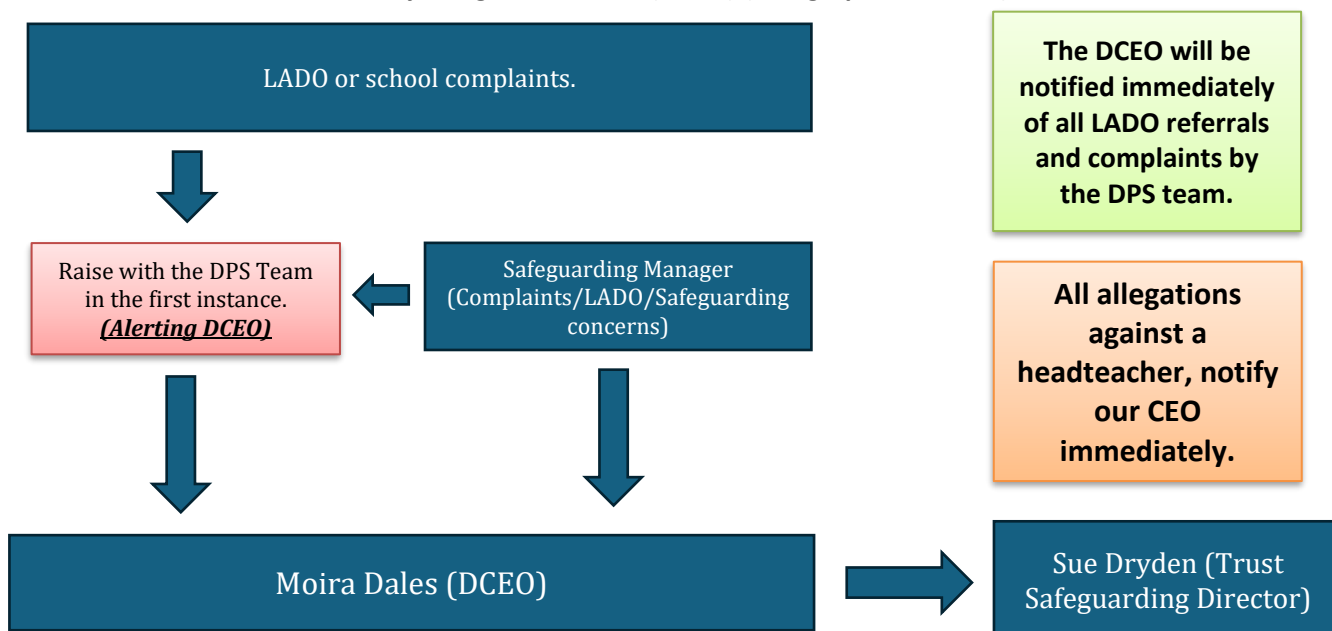 LADO or school complaints.
The DCEO will be
notified immediately
of all LADO referrals
and complaints by
the DPS team.
Raise with the DPS Team
in the first instance.
(Alerting DCEO)
Safeguarding Manager
(Complaints/LADO/Safeguarding
concerns)
All allegations
against a
headteacher, notify
our CEO
immediately.
Moira Dales (DCEO)
Sue Dryden (Trust
Safeguarding Director)